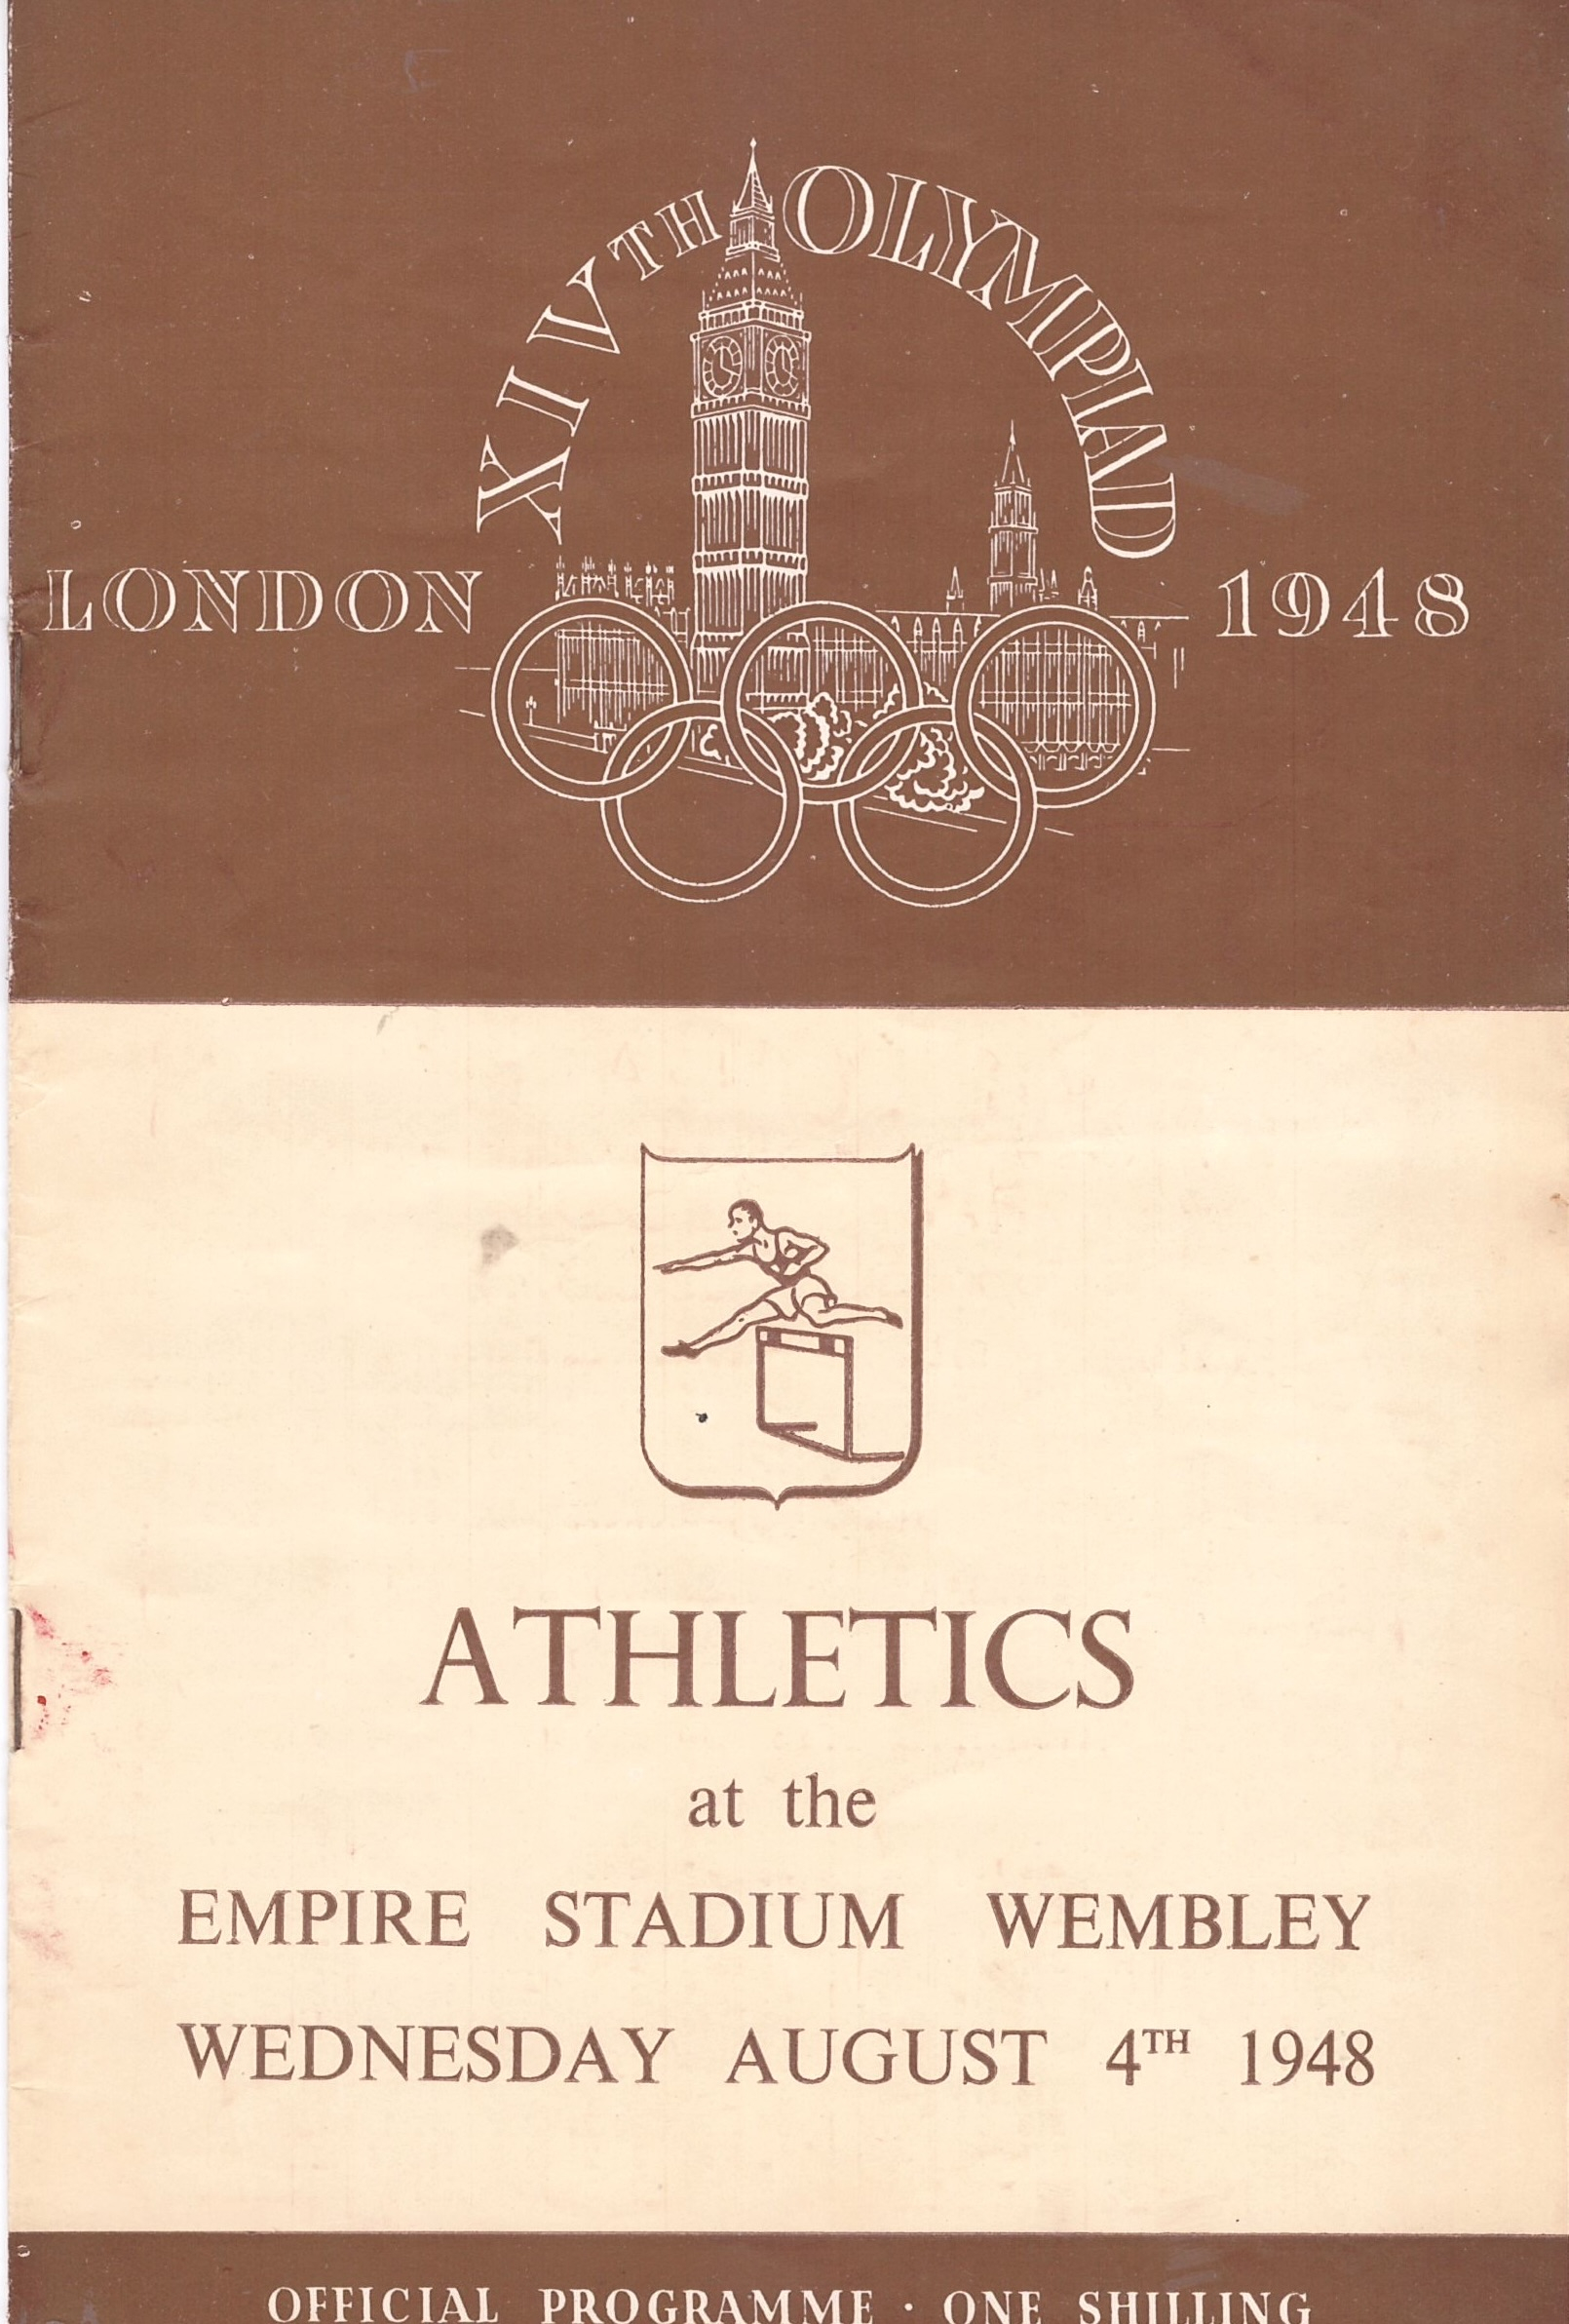 XIVTH OLYMPIAD
LONDON 1948
ATHLETICS
at the
EMPIRE STADIUM WEMBLEY
WEDNESDAY AUGUST 4TH 1948
OFFICIAL PROGRAMME · ONE SHILLING